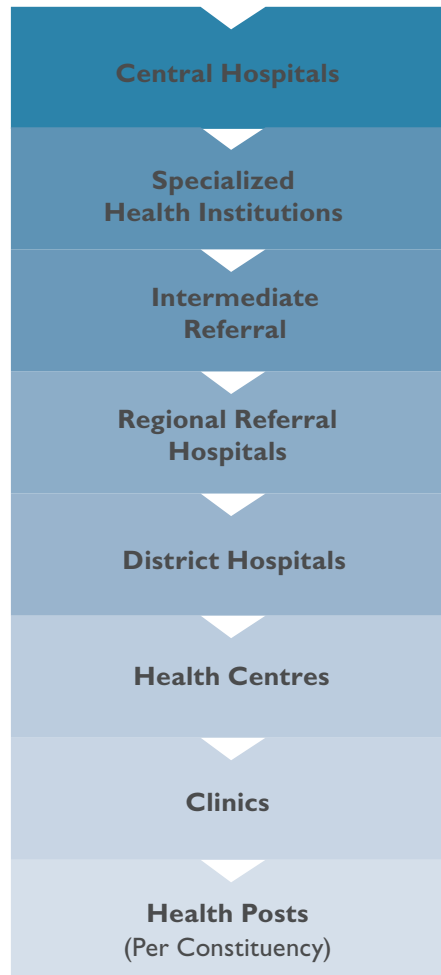 Central Hospitals
Specialized
Health Institutions
Intermediate
Referral
Regional Referral
Hospitals
District Hospitals
Health Centres
Clinics
Health Posts
(Per Constituency)